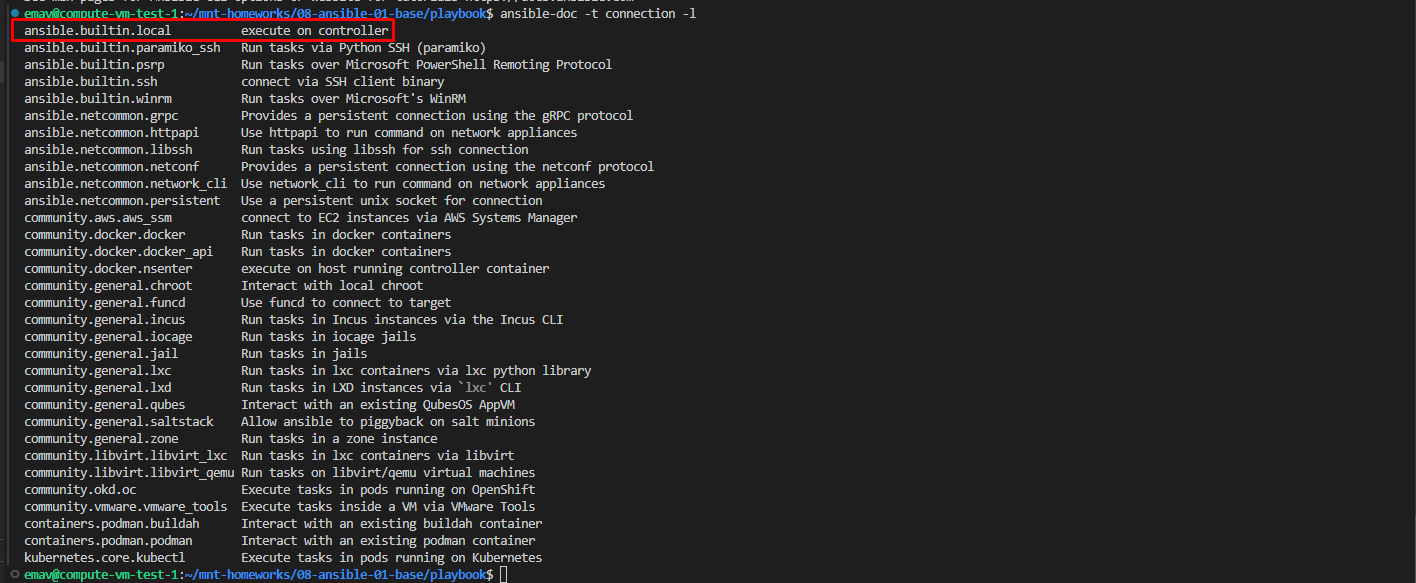 emav@compute-vm-test-1:~/mnt-homeworks/08-ansible-01-base/playbook$ ansible-doc -t connection -l
ansible.builtin.local execute on controller
ansible.builtin.paramiko_ssh Run tasks via Python SSH (paramiko)
ansible.builtin.psrp Run tasks over Microsoft PowerShell Remoting Protocol
ansible.builtin.ssh connect via SSH client binary
ansible.builtin.winrm Run tasks over Microsoft's WinRM
ansible.netcommon.grpc Provides a persistent connection using the gRPC protocol
ansible.netcommon.httpapi Use httpapi to run command on network appliances
ansible.netcommon.libssh Run tasks using libssh for ssh connection
ansible.netcommon.netconf Provides a persistent connection using the netconf protocol
ansible.netcommon.network_cli Use network_cli to run command on network appliances
ansible.netcommon.persistent Use a persistent unix socket for connection
community.aws.aws_ssm connect to EC2 instances via AWS Systems Manager
community.docker.docker Run tasks in docker containers
community.docker.docker_api Run tasks in docker containers
community.docker.nsenter execute on host running controller container
community.general.chroot Interact with local chroot
community.general.funcd Use funcd to connect to target
community.general.incus Run tasks in Incus instances via the Incus CLI
community.general.iocage Run tasks in iocage jails
community.general.jail Run tasks in jails
community.general.lxc Run tasks in lxc containers via lxc python library
community.general.lxd Run tasks in LXD instances via `lxc' CLI
community.general.qubes Interact with an existing QubesOS AppVM
community.general.saltstack Allow ansible to piggyback on salt minions
community.general.zone Run tasks in a zone instance
community.libvirt.libvirt_lxc Run tasks in lxc containers via libvirt
community.libvirt.libvirt_qemu Run tasks on libvirt/qemu virtual machines
community.okd.oc Execute tasks in pods running on OpenShift
community.vmware.vmware_tools Execute tasks inside a VM via VMware Tools
containers.podman.buildah Interact with an existing buildah container
containers.podman.podman Interact with an existing podman container
kubernetes.core.kubectl Execute tasks in pods running on Kubernetes
emav@compute-vm-test-1:~/mnt-homeworks/08-ansible-01-base/playbook$